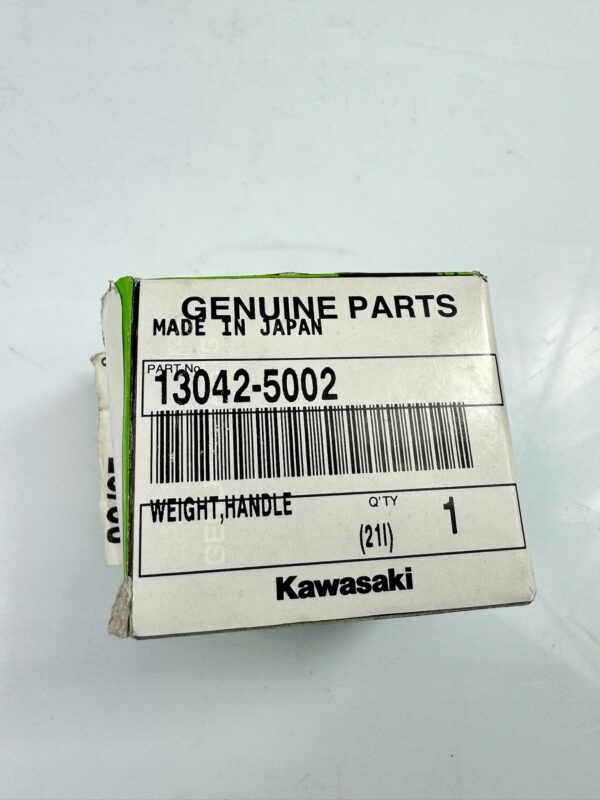 GENUINE PARTS
MADE IN JAPAN
PART No.
13042-5002
WEIGHT,HANDLE
Q'TY
(21I)
1
Kawasaki